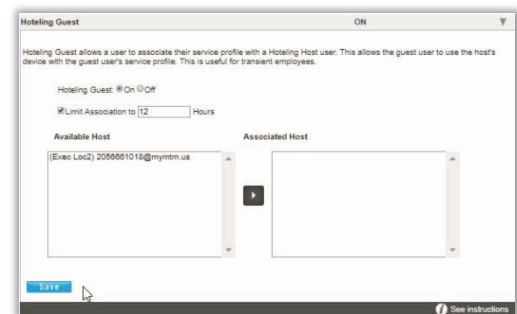 Hoteling Guest ON
Hoteling Guest allows a user to associate their service profile with a Hoteling Host user. This allows the guest user to use the host's
device with the guest user's service profile. This is useful for transient employees.
Hoteling Guest: On Off
Limit Association to 12 Hours
Available Host Associated Host
(Exec Loc2) 2056661018@mymtm.us
Save
See instructions